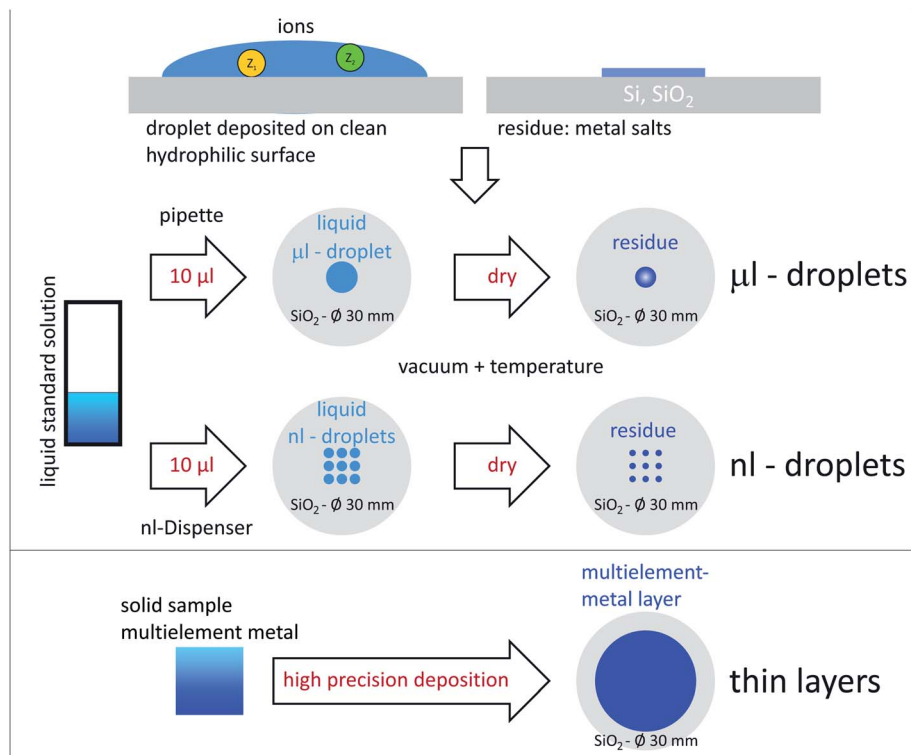 ions
Z₁
Z₂
Si, SiO₂
droplet deposited on clean
hydrophilic surface
residue: metal salts
pipette
10 µl
liquid
µl - droplet
SiO₂ - Ø 30 mm
dry
residue
SiO₂ - Ø 30 mm
µl - droplets
liquid standard solution
vacuum + temperature
10 µl
nl-Dispenser
liquid
nl - droplets
SiO₂ - Ø 30 mm
dry
residue
SiO₂ - Ø 30 mm
nl - droplets
solid sample
multielement metal
high precision deposition
multielement-
metal layer
SiO₂ - Ø 30 mm
thin layers